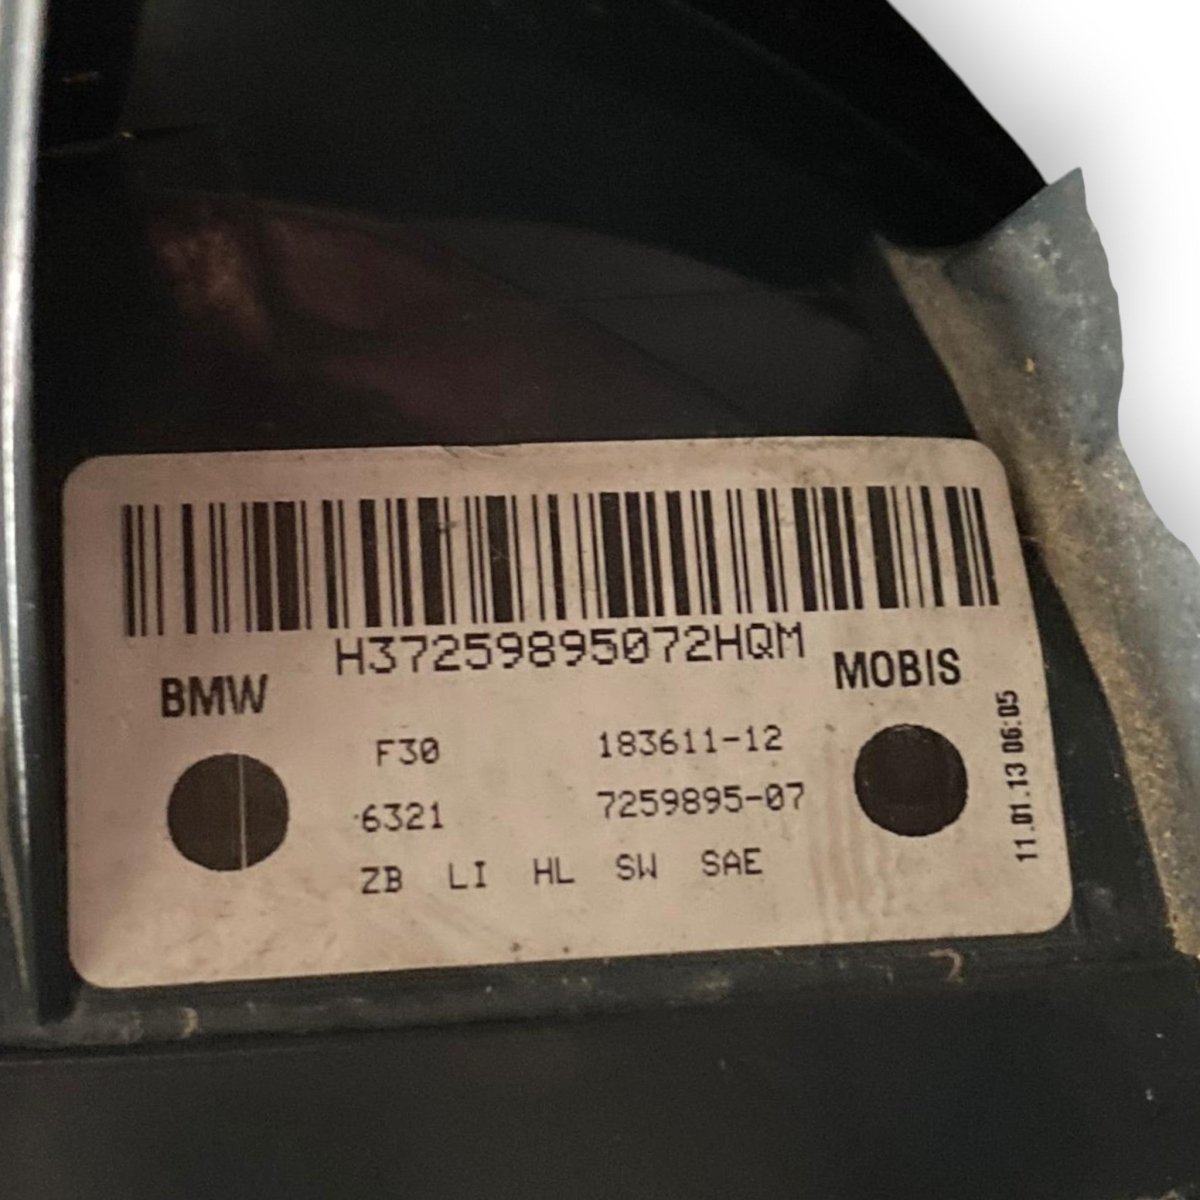 H37259895072HQM
BMW
MOBIS
F30 183611-12
6321 7259895-07
ZB LI HL SW SAE
11.01.13 06:05